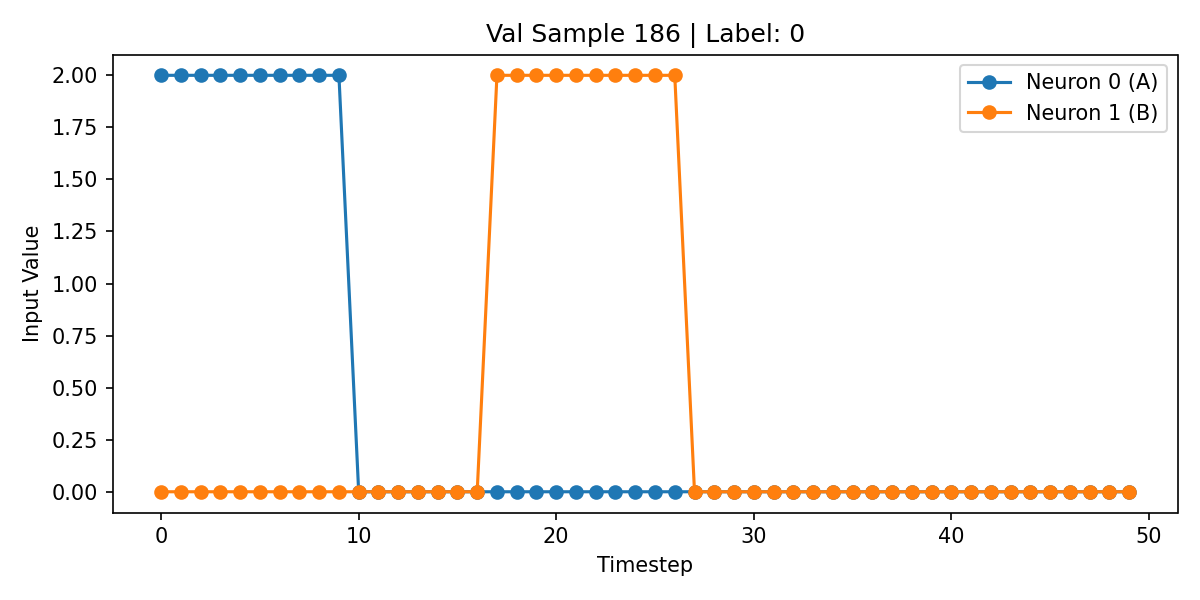 Val Sample 186 | Label: 0
Neuron 0 (A)
Neuron 1 (B)
2.00
1.75
1.50
1.25
1.00
0.75
0.50
0.25
0.00
Input Value
0 10 20 30 40 50
Timestep